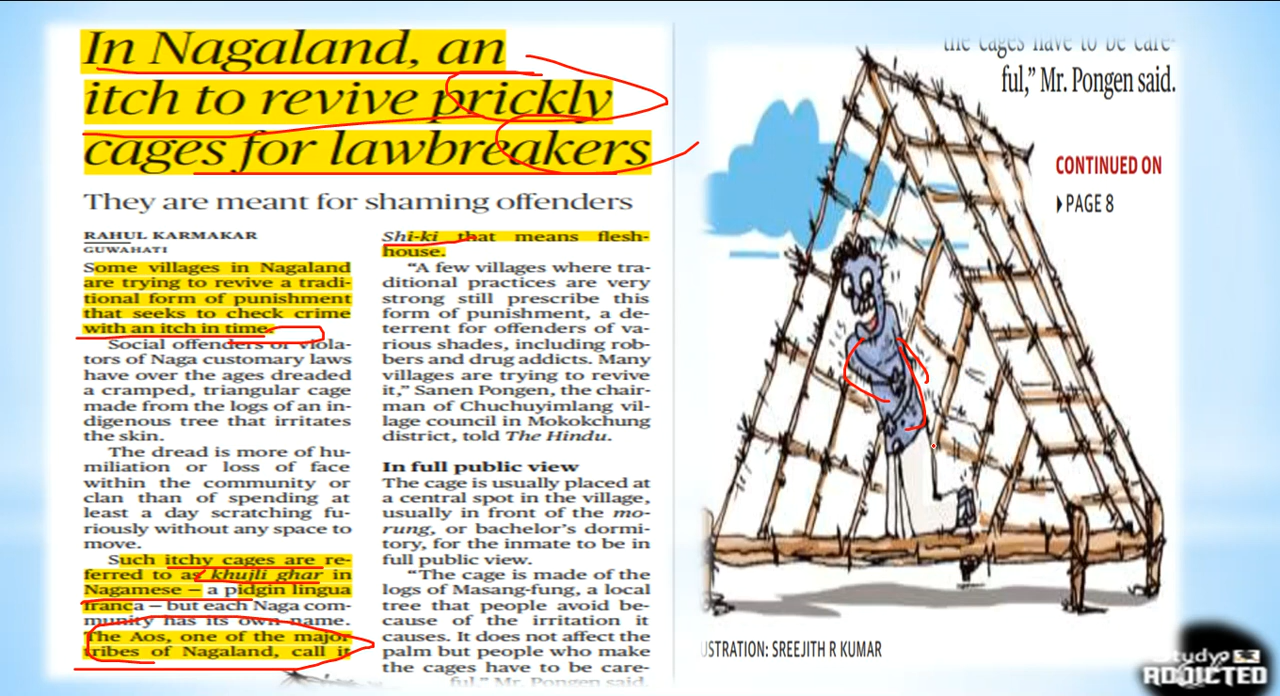 In Nagaland, an
itch to revive prickly
cages for lawbreakers
They are meant for shaming offenders
RAHUL KARMAKAR
GUWAHATI
Some villages in Nagaland
are trying to revive a tradi-
tional form of punishment
that seeks to check crime
with an itch in time.
Social offenders or viola-
tors of Naga customary laws
have over the ages dreaded
a cramped, triangular cage
made from the logs of an in-
digenous tree that irritates
the skin.
The dread is more of hu-
miliation or loss of face
within the community or
clan than of spending at
least a day scratching fu-
riously without any space to
move.
Such itchy cages are re-
ferred to as khujli ghar in
Nagamese – a pidgin lingua
franca – but each Naga com-
munity has its own name.
The Aos, one of the major
tribes of Nagaland, call it
Shi-ki that means flesh-
house.
“A few villages where tra-
ditional practices are very
strong still prescribe this
form of punishment, a de-
terrent for offenders of va-
rious shades, including rob-
bers and drug addicts. Many
villages are trying to revive
it,” Sanen Pongen, the chair-
man of Chuchuyimlang vil-
lage council in Mokokchung
district, told The Hindu.
In full public view
The cage is usually placed at
a central spot in the village,
usually in front of the mo-
rung, or bachelor’s dormi-
tory, for the inmate to be in
full public view.
“The cage is made of the
logs of Masang-fung, a local
tree that people avoid be-
cause of the irritation it
causes. It does not affect the
palm but people who make
the cages have to be care-
ful,” Mr. Pongen said.
the cages have to be care-
ful,” Mr. Pongen said.
CONTINUED ON
PAGE 8
USTRATION: SREEJITH R KUMAR
Study
ADDICTED